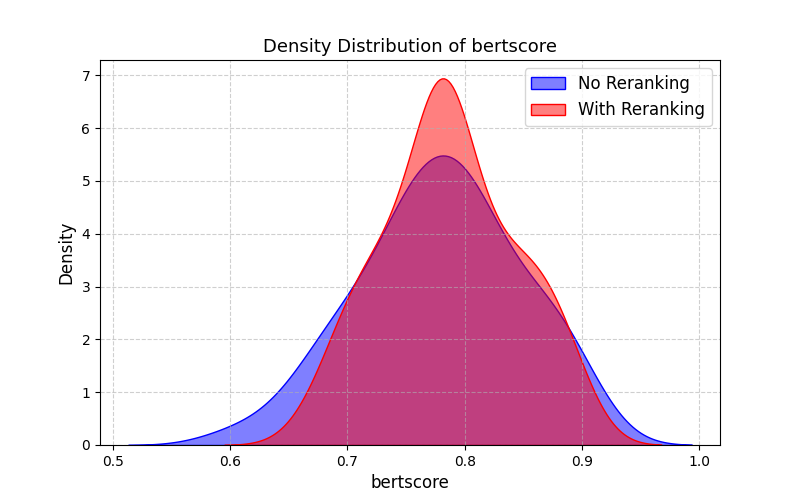 Density Distribution of bertscore
No Reranking
With Reranking
Density
7
6
5
4
3
2
1
0
0.5 0.6 0.7 0.8 0.9 1.0
bertscore